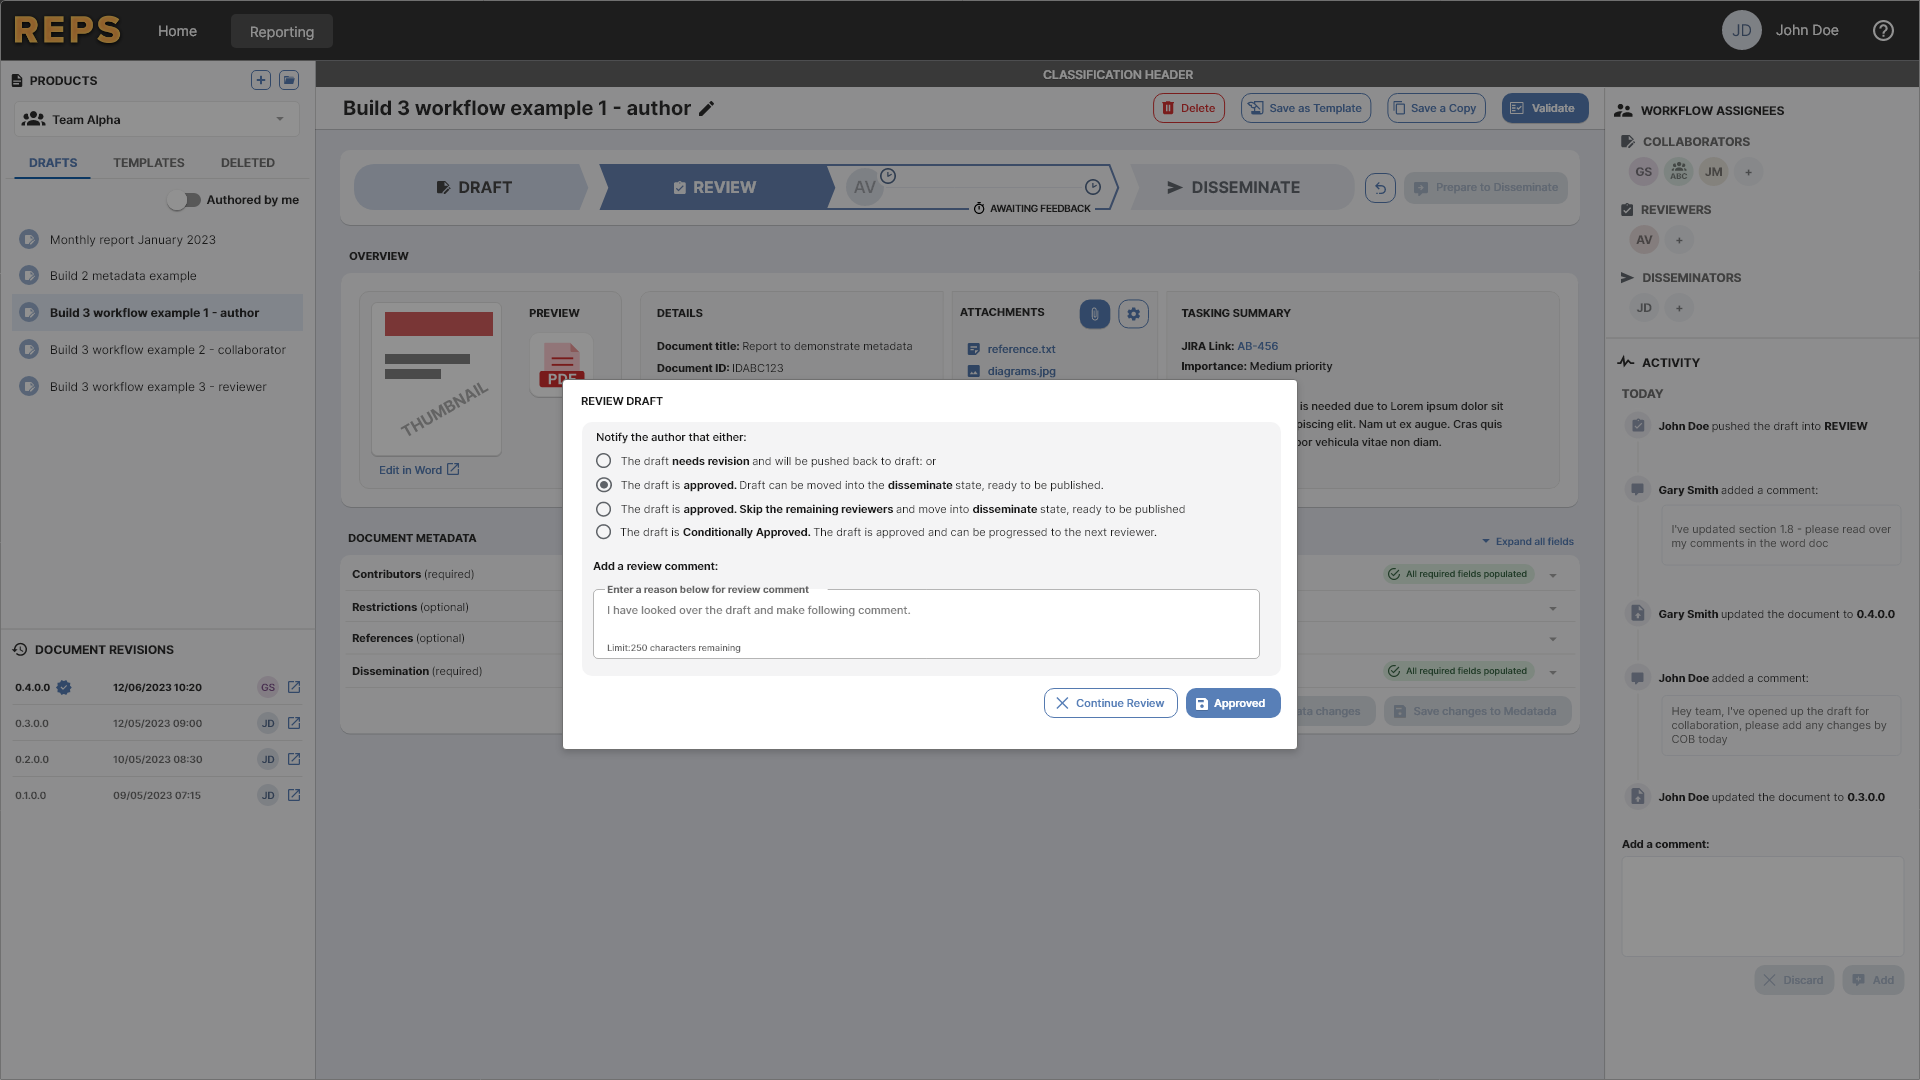 REPS
Home
Reporting
JD
John Doe
PRODUCTS
Team Alpha
DRAFTS
TEMPLATES
DELETED
Authored by me
Monthly report January 2023
Build 2 metadata example
Build 3 workflow example 1 - author
Build 3 workflow example 2 - collaborator
Build 3 workflow example 3 - reviewer
DOCUMENT REVISIONS
0.4.0.0 12/06/2023 10:20 GS
0.3.0.0 12/05/2023 09:00 JD
0.2.0.0 10/05/2023 08:30 JD
0.1.0.0 09/05/2023 07:15 JD
CLASSIFICATION HEADER
Build 3 workflow example 1 - author
Delete
Save as Template
Save a Copy
Validate
DRAFT
REVIEW
AV
AWAITING FEEDBACK
DISSEMINATE
Prepare to Disseminate
OVERVIEW
THUMBNAIL
Edit in Word
PREVIEW
PDF
DETAILS
Document title: Report to demonstrate metadata
Document ID: IDABC123
ATTACHMENTS
reference.txt
diagrams.jpg
TASKING SUMMARY
JIRA Link: AB-456
Importance: Medium priority
is needed due to Lorem ipsum dolor sit
piscing elit. Nam ut ex augue. Cras quis
por vehicula vitae non diam.
REVIEW DRAFT
Notify the author that either:
The draft needs revision and will be pushed back to draft: or
The draft is approved. Draft can be moved into the disseminate state, ready to be published.
The draft is approved. Skip the remaining reviewers and move into disseminate state, ready to be published
The draft is Conditionally Approved. The draft is approved and can be progressed to the next reviewer.
Add a review comment:
Enter a reason below for review comment
I have looked over the draft and make following comment.
Limit:250 characters remaining
Continue Review
Approved
DOCUMENT METADATA
Expand all fields
Contributors (required)
All required fields populated
Restrictions (optional)
References (optional)
Dissemination (required)
All required fields populated
ata changes
Save changes to Medatada
WORKFLOW ASSIGNEES
COLLABORATORS
GS
ABC
JM
+
REVIEWERS
AV
+
DISSEMINATORS
JD
+
ACTIVITY
TODAY
John Doe pushed the draft into REVIEW
Gary Smith added a comment:
I've updated section 1.8 - please read over
my comments in the word doc
Gary Smith updated the document to 0.4.0.0
John Doe added a comment:
Hey team, I've opened up the draft for
collaboration, please add any changes by
COB today
John Doe updated the document to 0.3.0.0
Add a comment:
Discard
Add